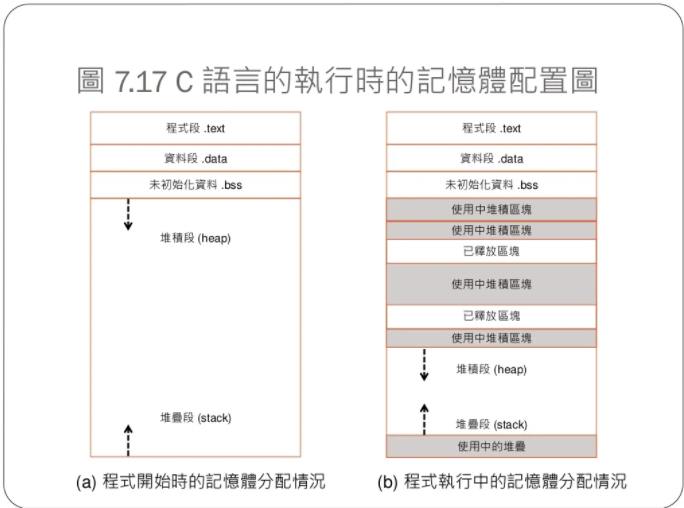 圖 7.17 C 語言的執行時的記憶體配置圖
程式段 .text
資料段 .data
未初始化資料 .bss
堆積段 (heap)
堆疊段 (stack)
(a) 程式開始時的記憶體分配情況
程式段 .text
資料段 .data
未初始化資料 .bss
使用中堆積區塊
使用中堆積區塊
已釋放區塊
使用中堆積區塊
已釋放區塊
使用中堆積區塊
堆積段 (heap)
堆疊段 (stack)
使用中的堆疊
(b) 程式執行中的記憶體分配情況